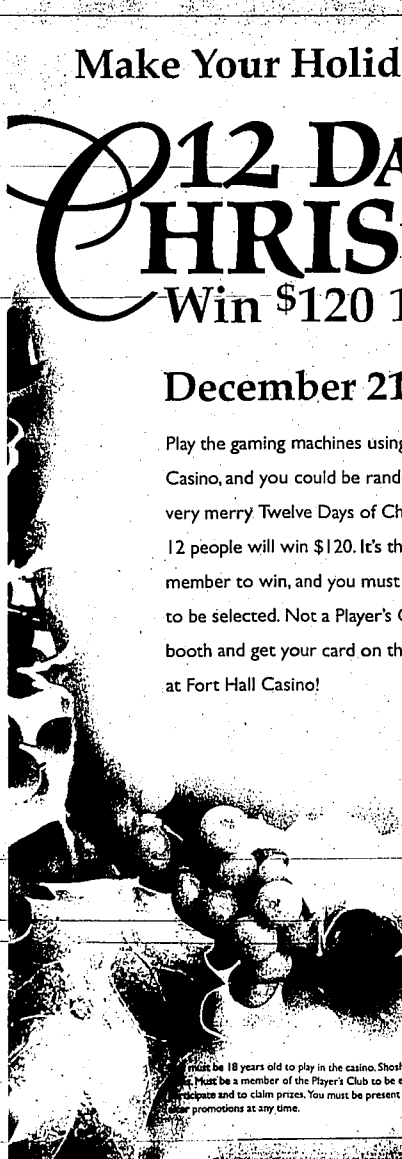 Make Your Holid
12 DA
CHRIS
Win $120 1
December 21
Play the gaming machines using
Casino, and you could be rand
very merry Twelve Days of Ch
12 people will win $120. It's th
member to win, and you must
to be selected. Not a Player's C
booth and get your card on th
at Fort Hall Casino!
must be 18 years old to play in the casino. Shosh
Must be a member of the Player's Club to be e
participate and to claim prizes. You must be present
promotions at any time.